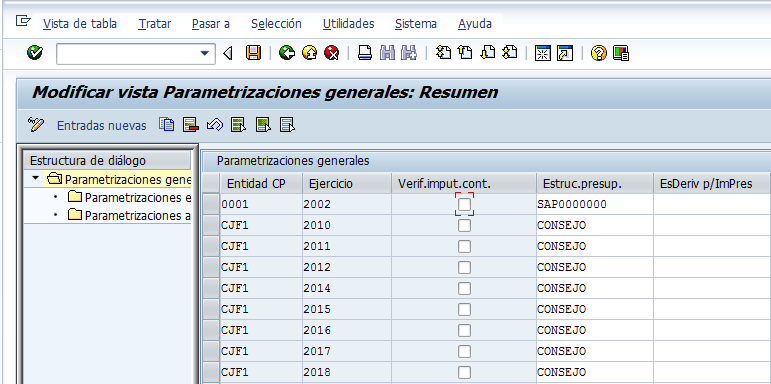 Vista de tabla Tratar Pasar a Selección Utilidades Sistema Ayuda
Modificar vista Parametrizaciones generales: Resumen
Entradas nuevas
Estructura de diálogo
Parametrizaciones gene
Parametrizaciones e
Parametrizaciones a
Parametrizaciones generales
Entidad CP Ejercicio Verif.imput.cont. Estruc.presup. EsDeriv p/ImPres
0001 2002 SAP0000000
CJF1 2010 CONSEJO
CJF1 2011 CONSEJO
CJF1 2012 CONSEJO
CJF1 2014 CONSEJO
CJF1 2015 CONSEJO
CJF1 2016 CONSEJO
CJF1 2017 CONSEJO
CJF1 2018 CONSEJO